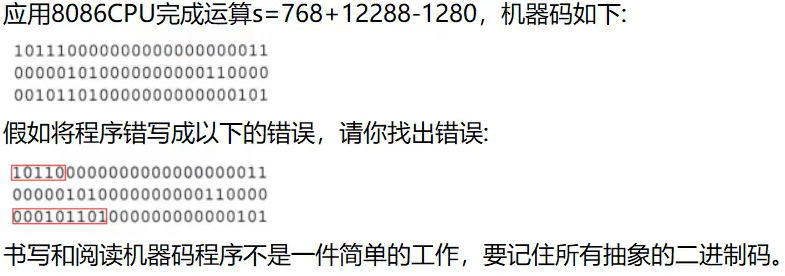 应用8086CPU完成运算s=768+12288-1280，机器码如下:
101110000000000000000011
000001010000000000110000
001011010000000000000101
假如将程序错写成以下的错误，请你找出错误:
101100000000000000000011
000001010000000000110000
000101101000000000000101
书写和阅读机器码程序不是一件简单的工作，要记住所有抽象的二进制码。